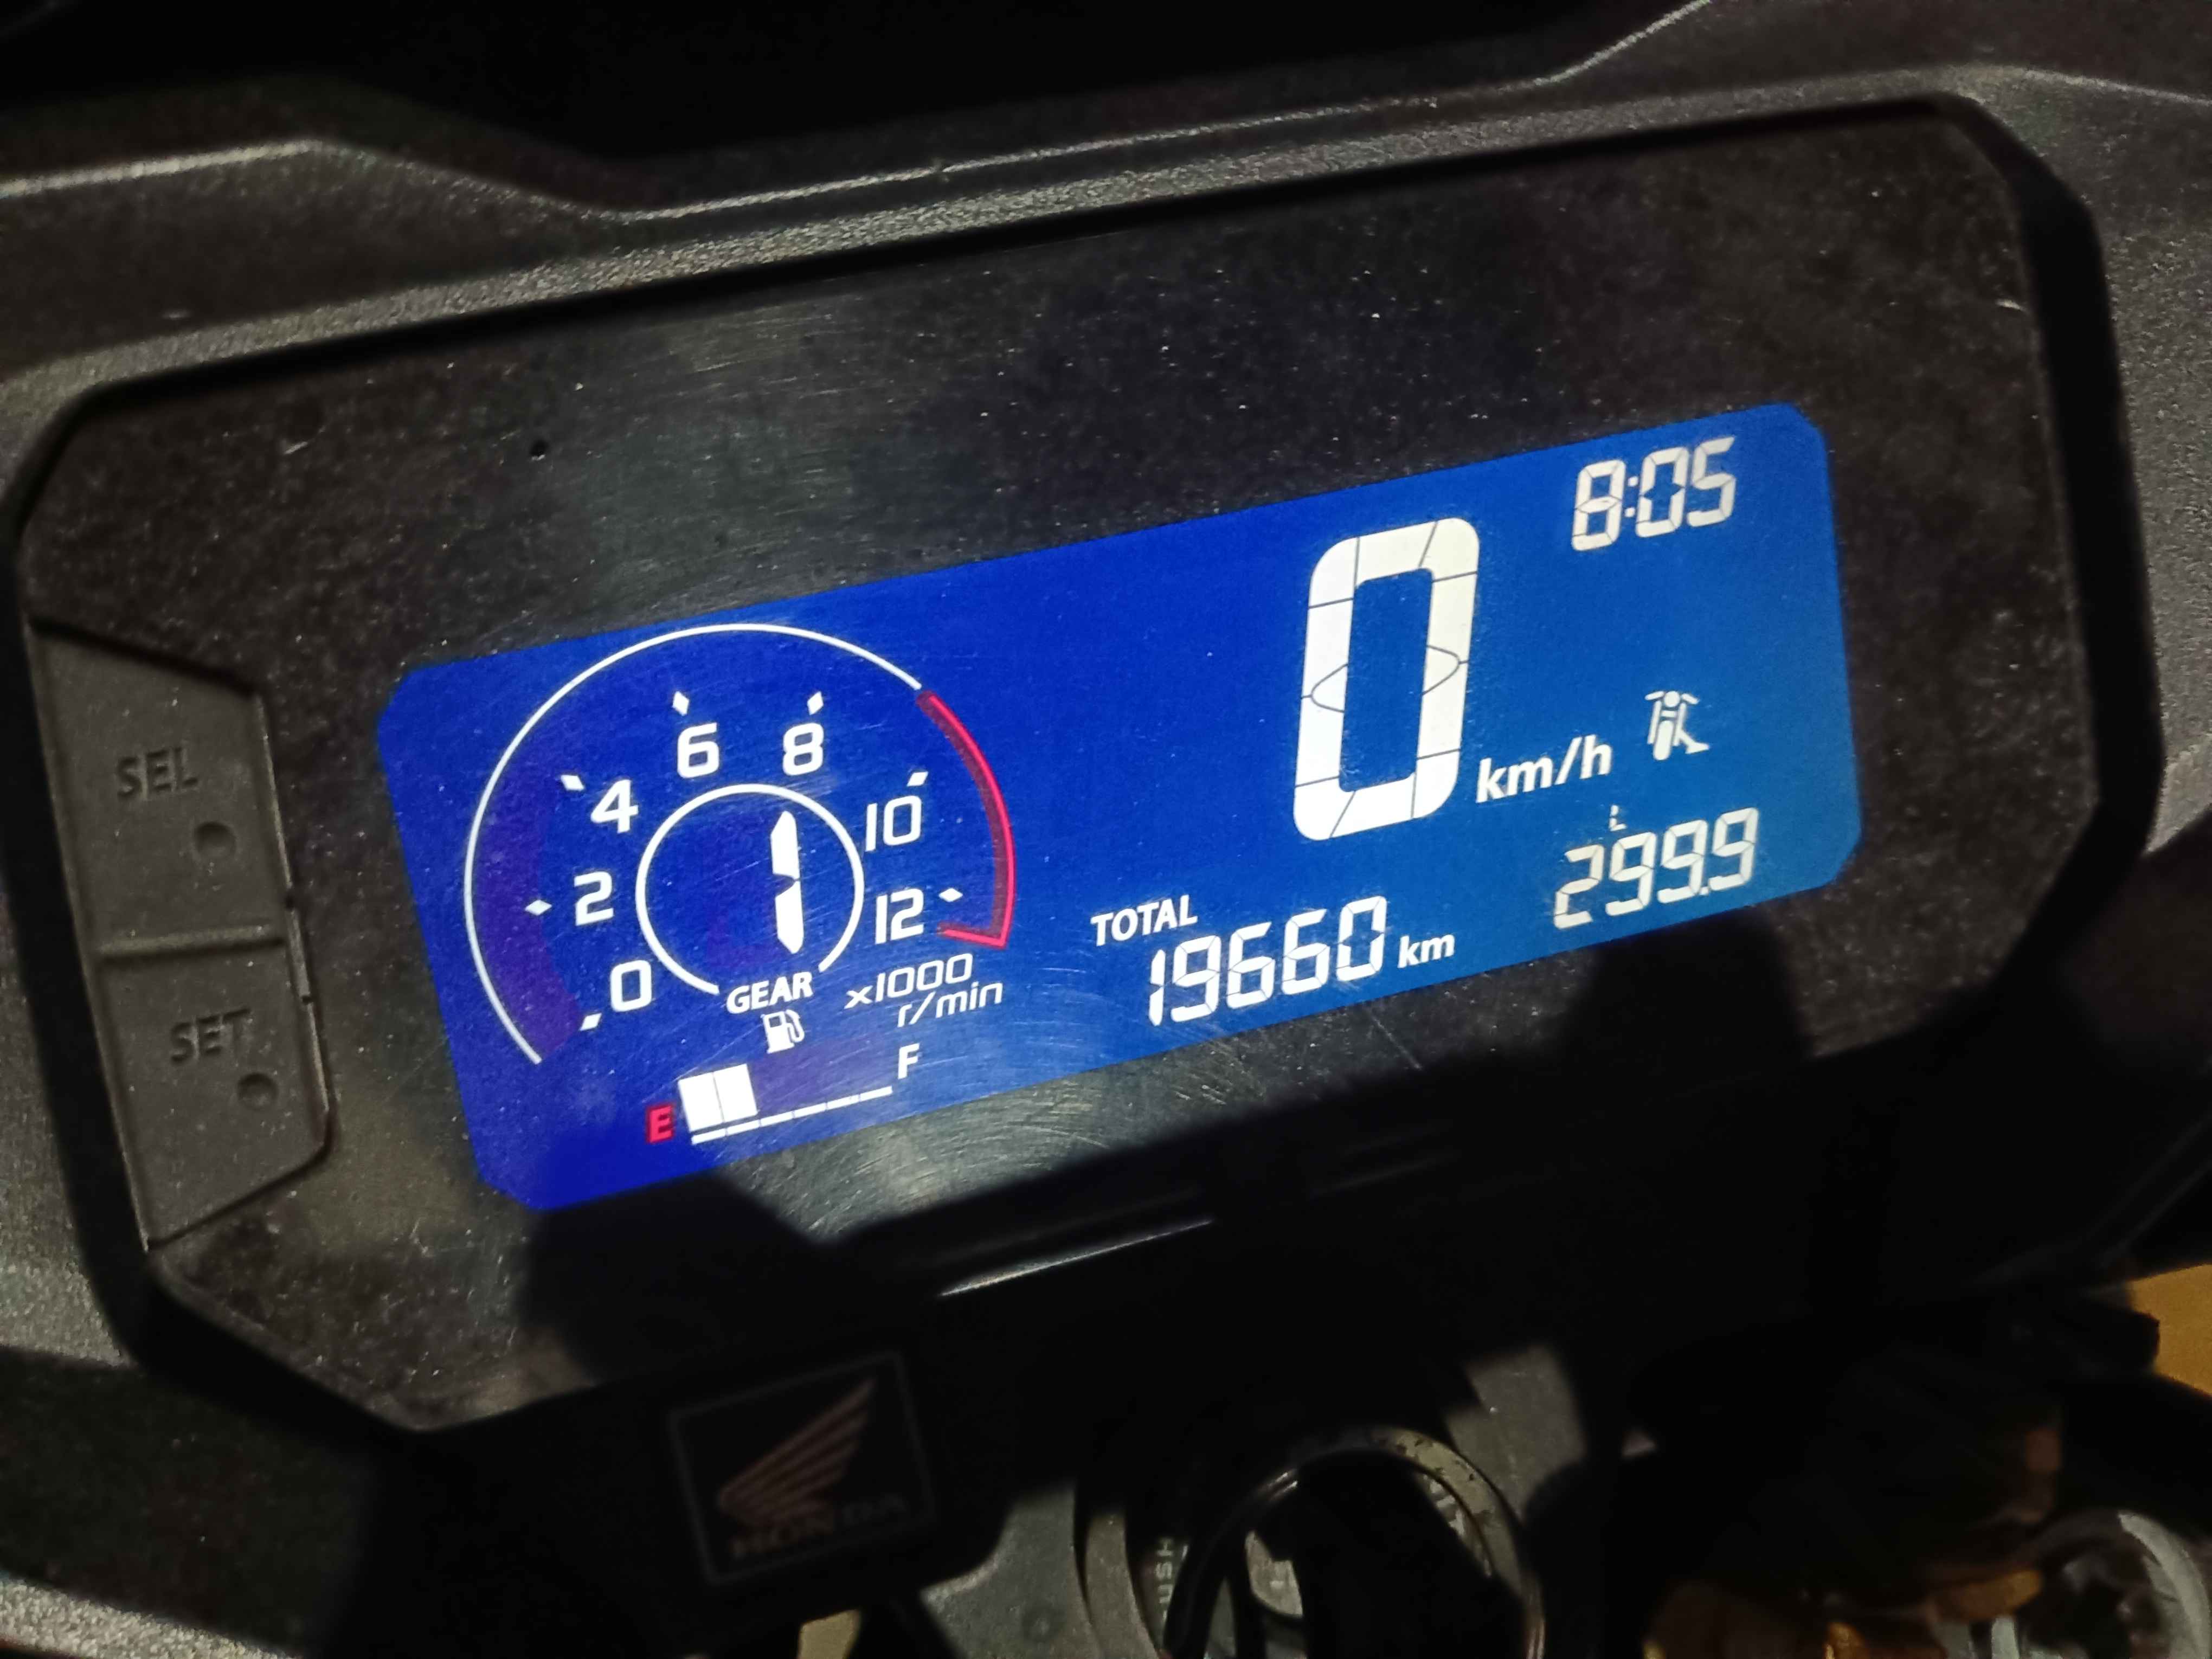 8:05
0 km/h
6 8
4 10
2 1 12
0 GEAR x1000
r/min
E F
TOTAL
19660 km
L
299.9
SEL
SET
HONDA